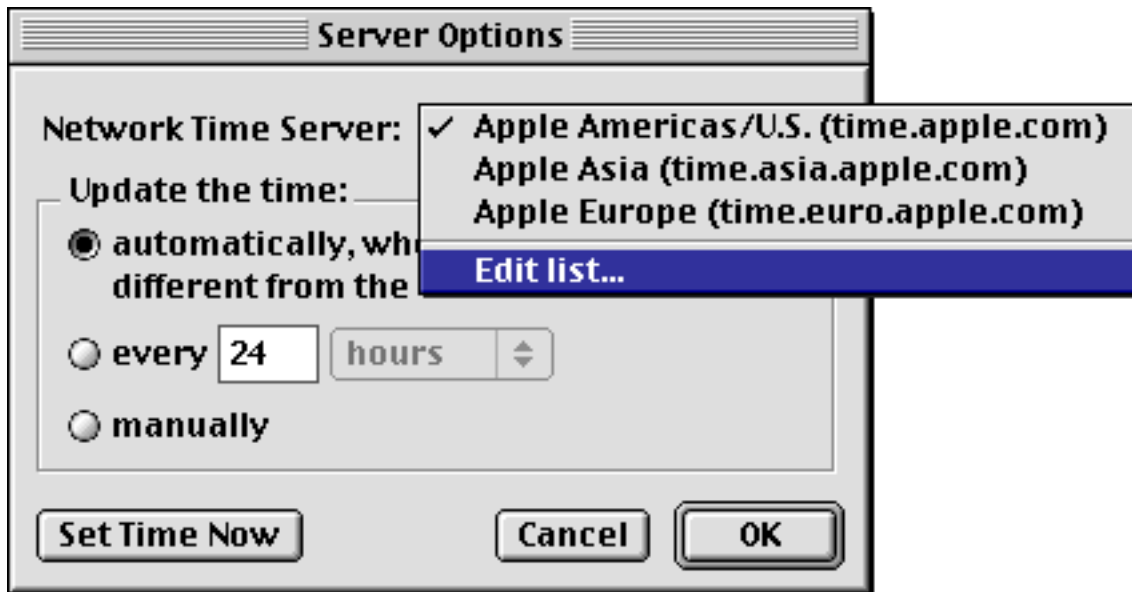 Server Options
Network Time Server:
✓ Apple Americas/U.S. (time.apple.com)
Apple Asia (time.asia.apple.com)
Apple Europe (time.euro.apple.com)
Edit list...
Update the time:
automatically, wh
different from the
every 24 hours
manually
Set Time Now Cancel OK